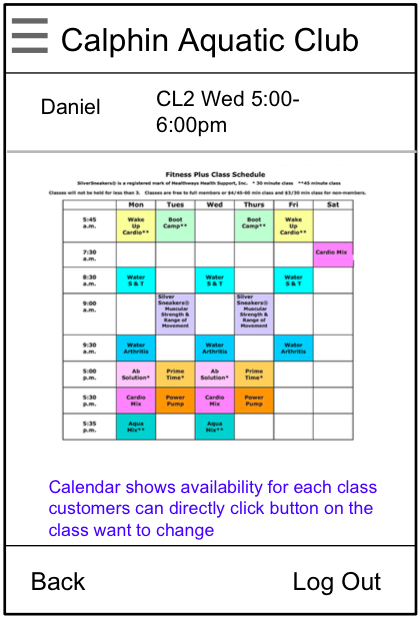 Calphin Aquatic Club
Daniel
CL2 Wed 5:00-
6:00pm
Fitness Plus Class Schedule
SilverSneakers® is a registered mark of Healthways Health Support, Inc. * 30 minute class **45 minute class
Classes will not be held for less than 3. Classes are free to full members or $4/45-60 min class and $3/30 min class for non-members.
Mon Tues Wed Thurs Fri Sat
5:45 a.m. Wake Up Cardio** Boot Camp** Boot Camp** Wake Up Cardio**
7:30 a.m. Cardio Mix
8:30 a.m. Water S & T Water S & T Water S & T
9:00 a.m. Silver Sneakers® Muscular Strength & Range of Movement Silver Sneakers® Muscular Strength & Range of Movement
9:30 a.m. Water Arthritis Water Arthritis Water Arthritis
5:00 p.m. Ab Solution* Prime Time* Ab Solution* Prime Time*
5:30 p.m. Cardio Mix Power Pump Cardio Mix Power Pump
5:35 p.m. Aqua Mix** Aqua Mix**
Calendar shows availability for each class
customers can directly click button on the
class want to change
Back Log Out